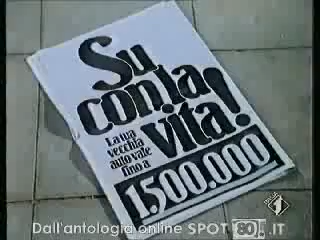 Su
con la
vita!
La tua
vecchia
auto vale
fino a
1.500.000
Dall'antologia online SPOT 80 .IT